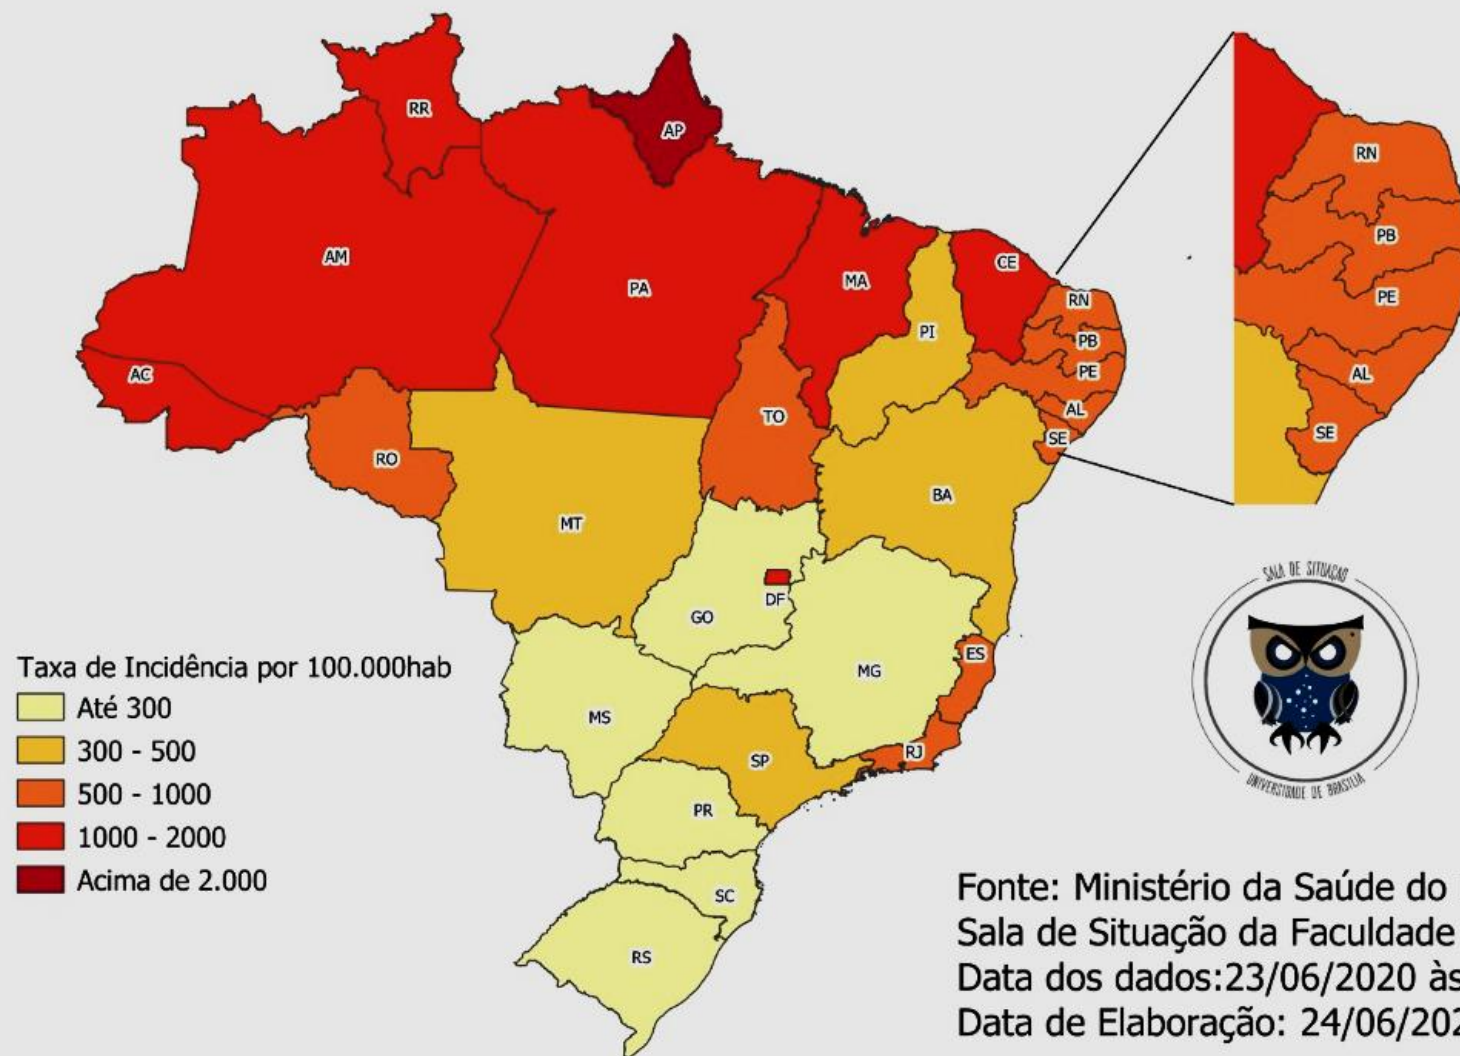 RR
AP
AM
PA
MA
CE
RN
PB
PE
AL
SE
PI
AC
TO
RO
BA
MT
GO
DF
MG
ES
MS
SP
RJ
PR
SC
RS
RN
PB
PE
AL
SE
Taxa de Incidência por 100.000hab
Até 300
300 - 500
500 - 1000
1000 - 2000
Acima de 2.000
SALA DE SITUAÇÃO
UNIVERSIDADE DE BRASÍLIA
Fonte: Ministério da Saúde do
Sala de Situação da Faculdade
Data dos dados:23/06/2020 às
Data de Elaboração: 24/06/202